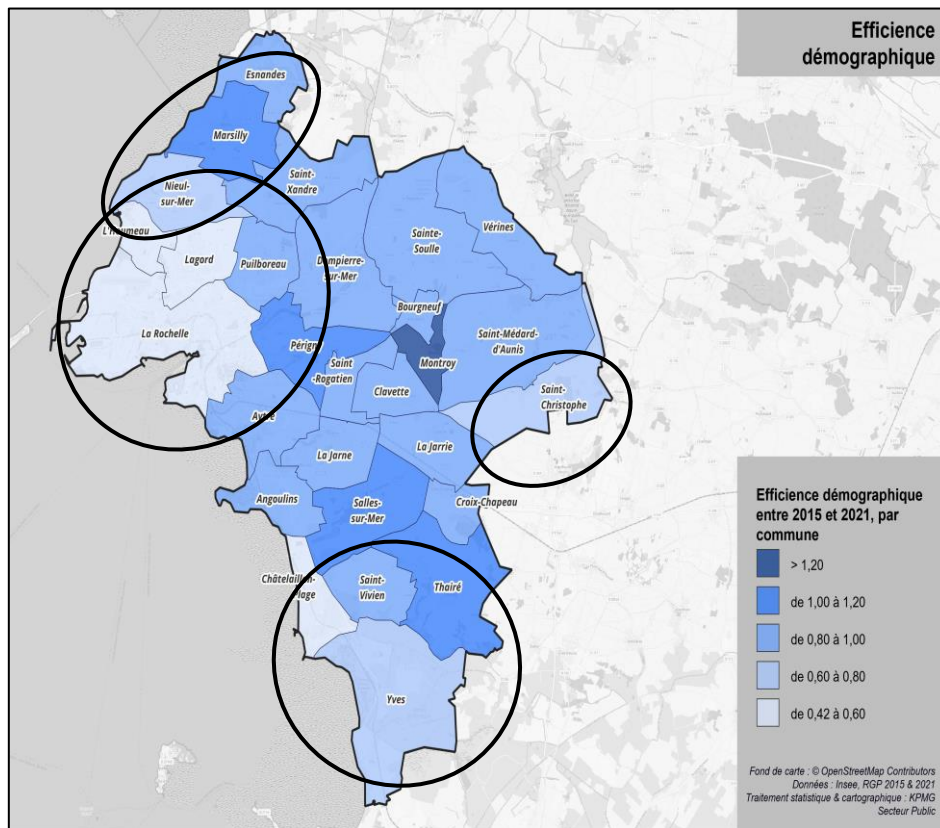 Efficience
démographique
Esnandes
Marsilly
Saint-
Xandre
Nieul-
sur-Mer
L'Houmeau
Lagord
Puilboreau
Dompierre-
sur-Mer
Sainte-
Soulle
Vérines
Bourgneuf
La Rochelle
Pérign
Saint
-Rogatien
Montroy
Saint-Médard-
d'Aunis
Clavette
Saint-
Christophe
Aytré
La Jarne
La Jarrie
Angoulins
Salles-
sur-Mer
Croix-Chapeau
Châtelaillon-
Plage
Saint-
Vivien
Thairé
Yves
Efficience démographique
entre 2015 et 2021, par
commune
> 1,20
de 1,00 à 1,20
de 0,80 à 1,00
de 0,60 à 0,80
de 0,42 à 0,60
Fond de carte : © OpenStreetMap Contributors
Données : Insee, RGP 2015 & 2021
Traitement statistique & cartographique : KPMG
Secteur Public